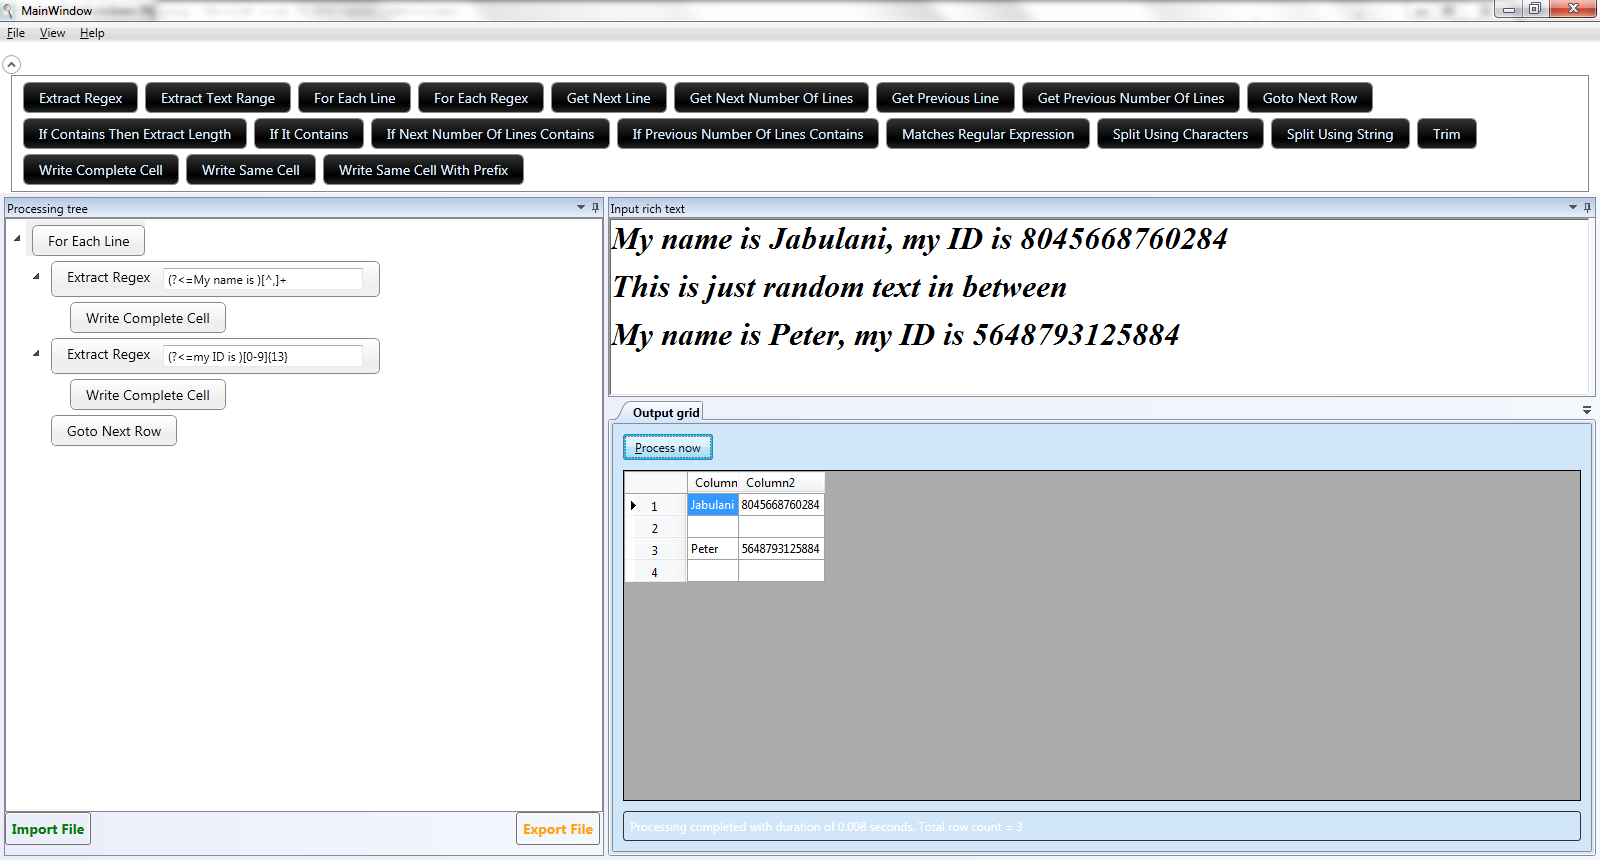 MainWindow
File View Help
Extract Regex Extract Text Range For Each Line For Each Regex Get Next Line Get Next Number Of Lines Get Previous Line Get Previous Number Of Lines Goto Next Row
If Contains Then Extract Length If It Contains If Next Number Of Lines Contains If Previous Number Of Lines Contains Matches Regular Expression Split Using Characters Split Using String Trim
Write Complete Cell Write Same Cell Write Same Cell With Prefix
Processing tree
For Each Line
Extract Regex (?<=My name is )[^,]+
Write Complete Cell
Extract Regex (?<=my ID is )[0-9]{13}
Write Complete Cell
Goto Next Row
Import File Export File
Input rich text
My name is Jabulani, my ID is 8045668760284
This is just random text in between
My name is Peter, my ID is 5648793125884
Output grid
Process now
Column Column2
1 Jabulani 8045668760284
2
3 Peter 5648793125884
4
Processing completed with duration of 0.008 seconds. Total row count = 3